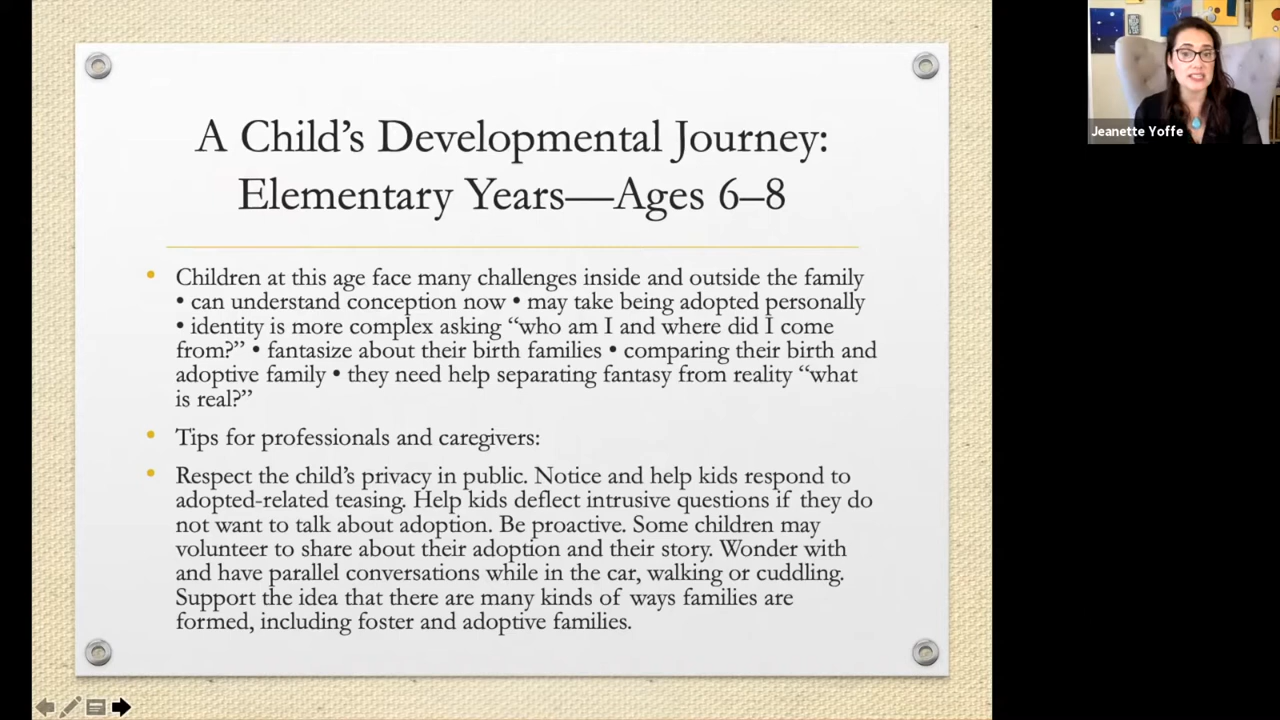 A Child’s Developmental Journey:
Elementary Years—Ages 6–8
• Children at this age face many challenges inside and outside the family
• can understand conception now • may take being adopted personally
• identity is more complex asking “who am I and where did I come
from?” • fantasize about their birth families • comparing their birth and
adoptive family • they need help separating fantasy from reality “what
is real?”
• Tips for professionals and caregivers:
• Respect the child’s privacy in public. Notice and help kids respond to
adopted-related teasing. Help kids deflect intrusive questions if they do
not want to talk about adoption. Be proactive. Some children may
volunteer to share about their adoption and their story. Wonder with
and have parallel conversations while in the car, walking or cuddling.
Support the idea that there are many kinds of ways families are
formed, including foster and adoptive families.
Jeanette Yoffe